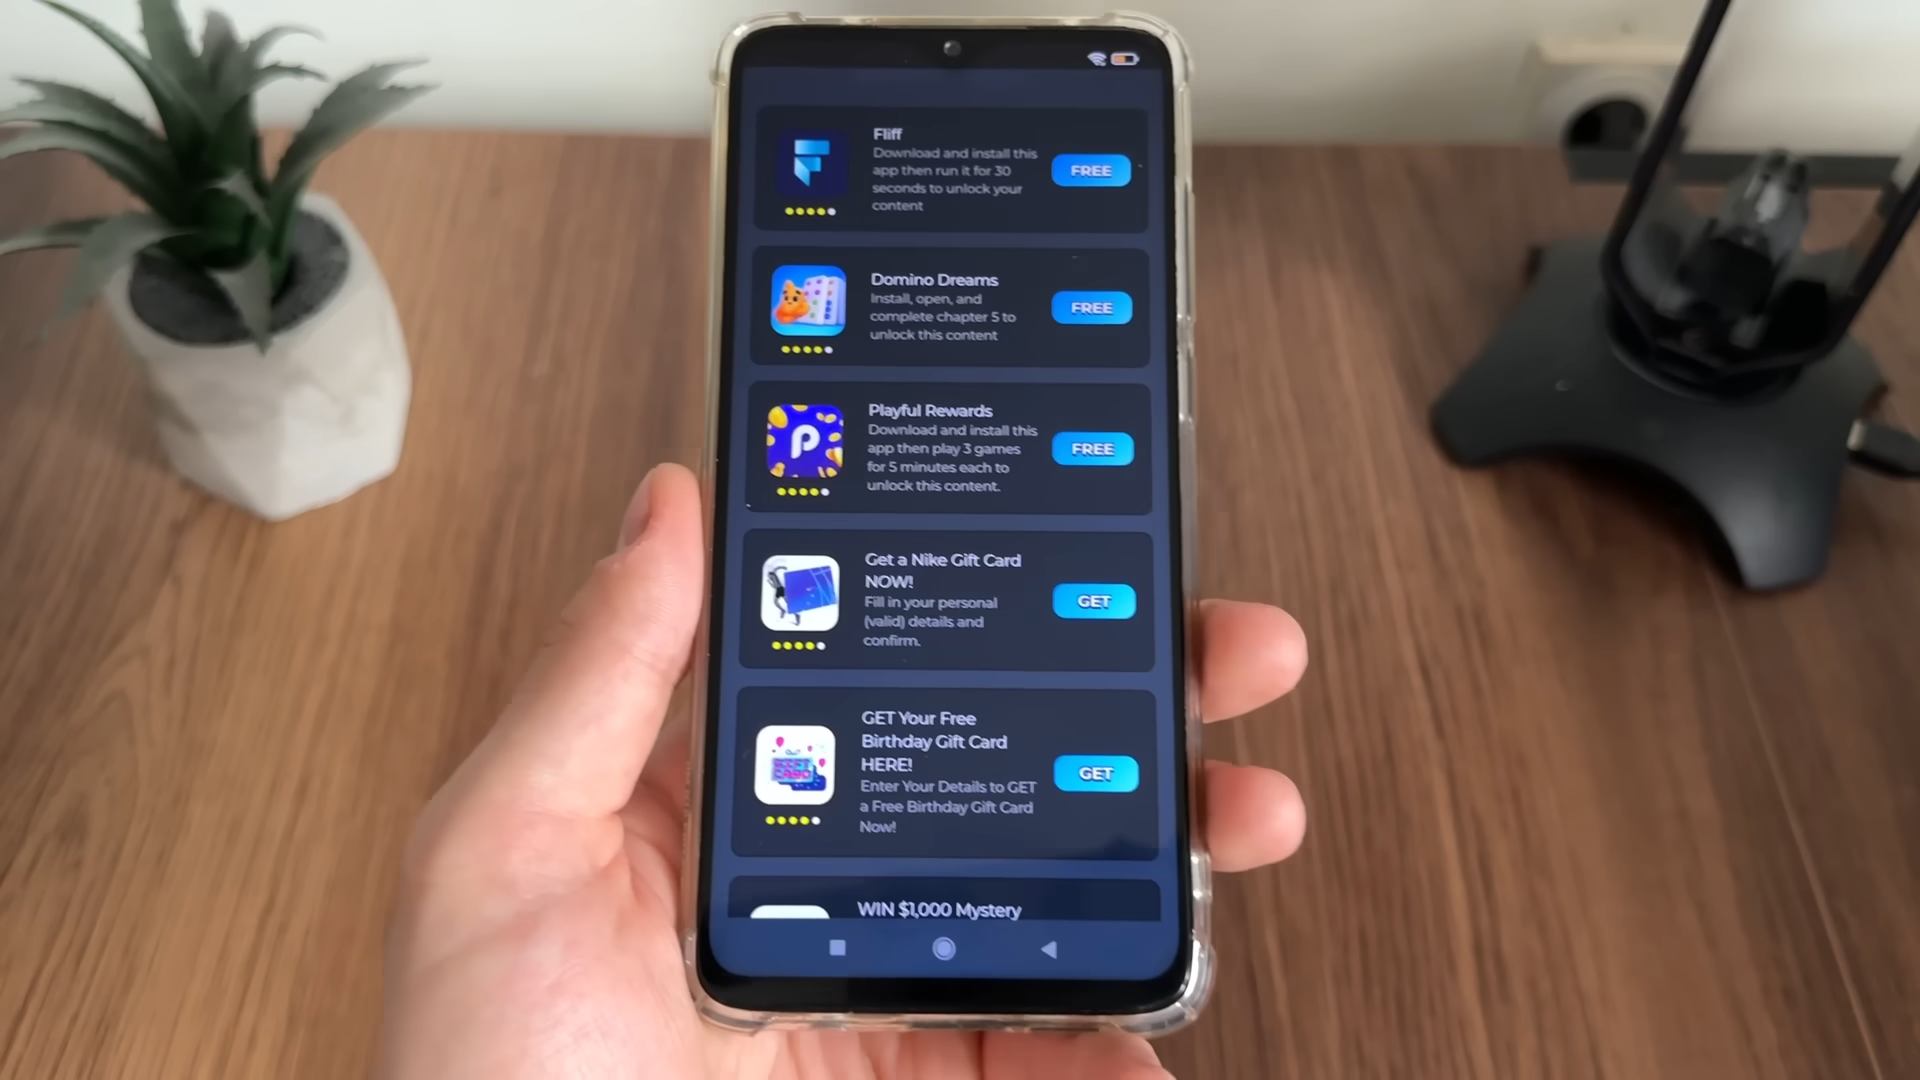 Fliff
Download and install this
app then run it for 30
seconds to unlock your
content
FREE
Domino Dreams
Install, open, and
complete chapter 5 to
unlock this content
FREE
P
Playful Rewards
Download and install this
app then play 3 games
for 5 minutes each to
unlock this content.
FREE
Get a Nike Gift Card
NOW!
Fill in your personal
(valid) details and
confirm.
GET
GIFT
CARD
GET Your Free
Birthday Gift Card
HERE!
Enter Your Details to GET
a Free Birthday Gift Card
Now!
GET
WIN $1,000 Mystery